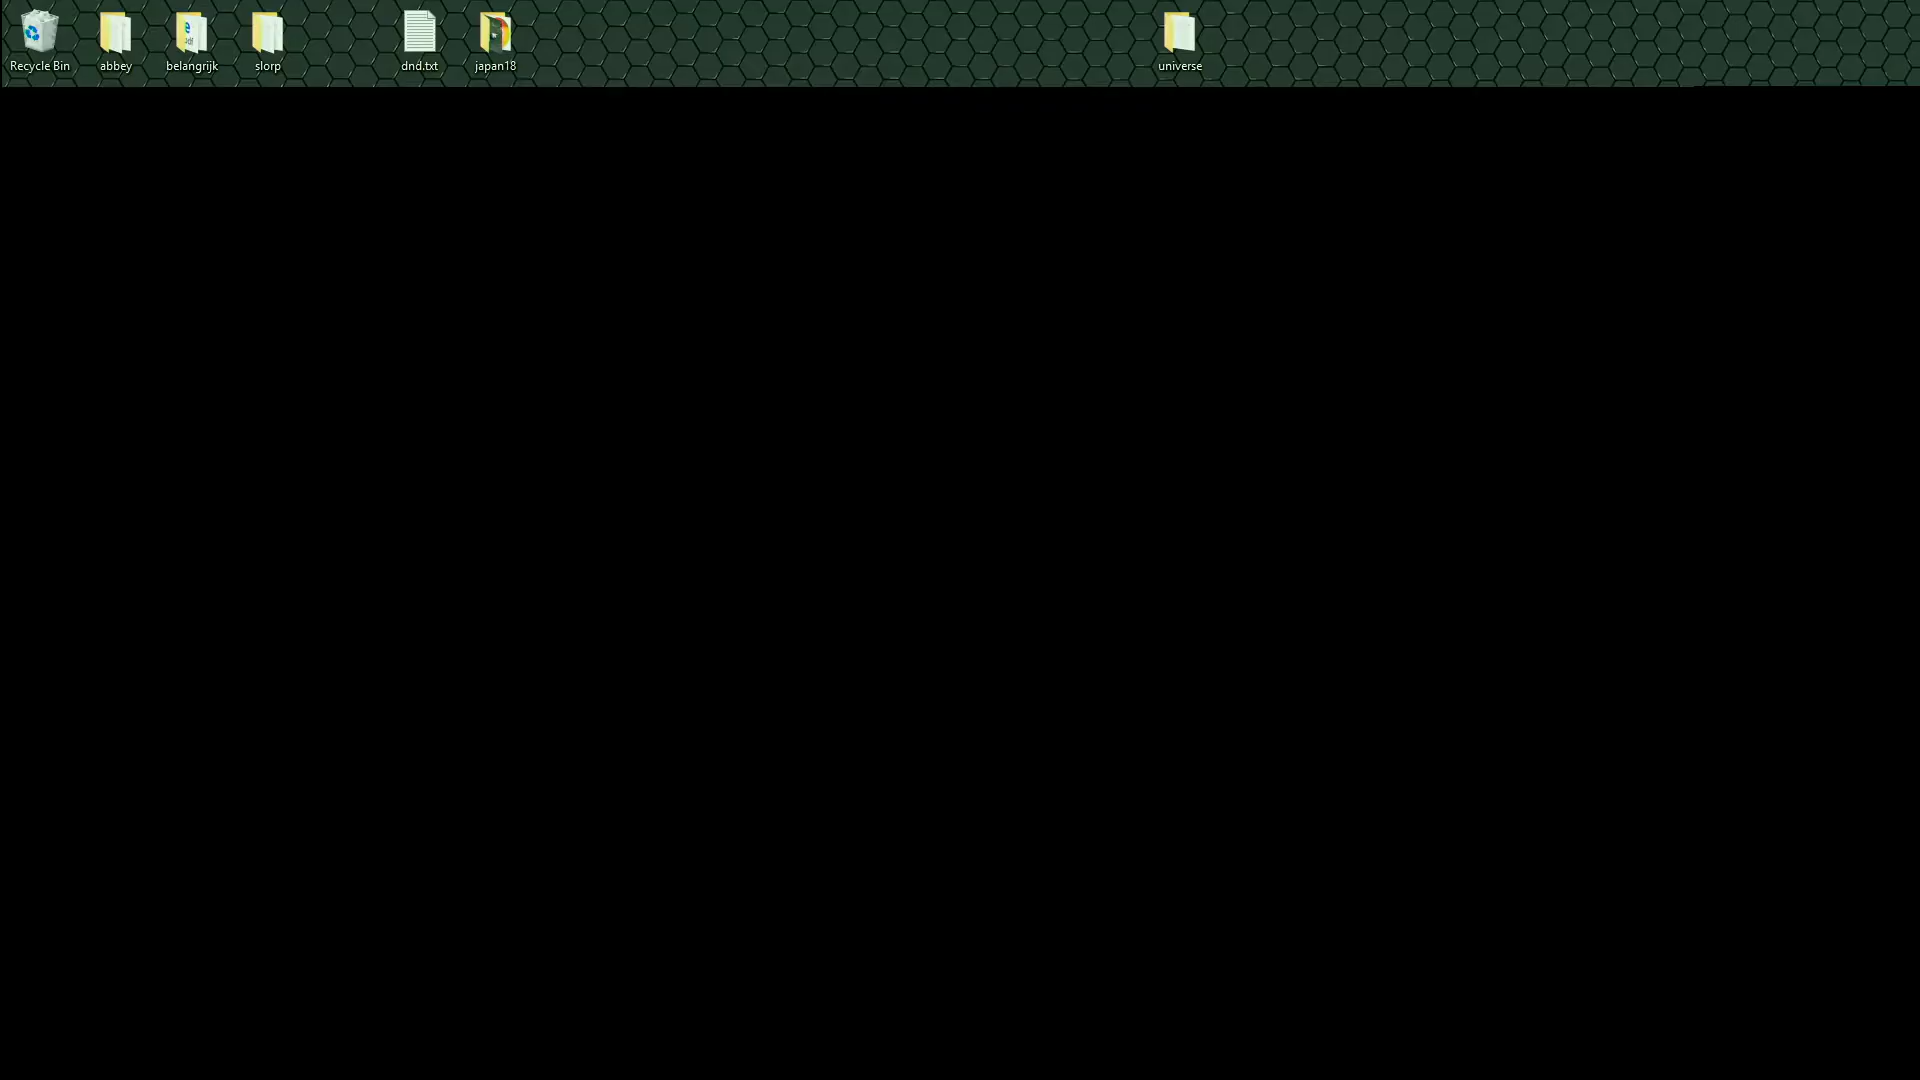 Recycle Bin
abbey
belangrijk
slorp
dnd.txt
japan18
universe